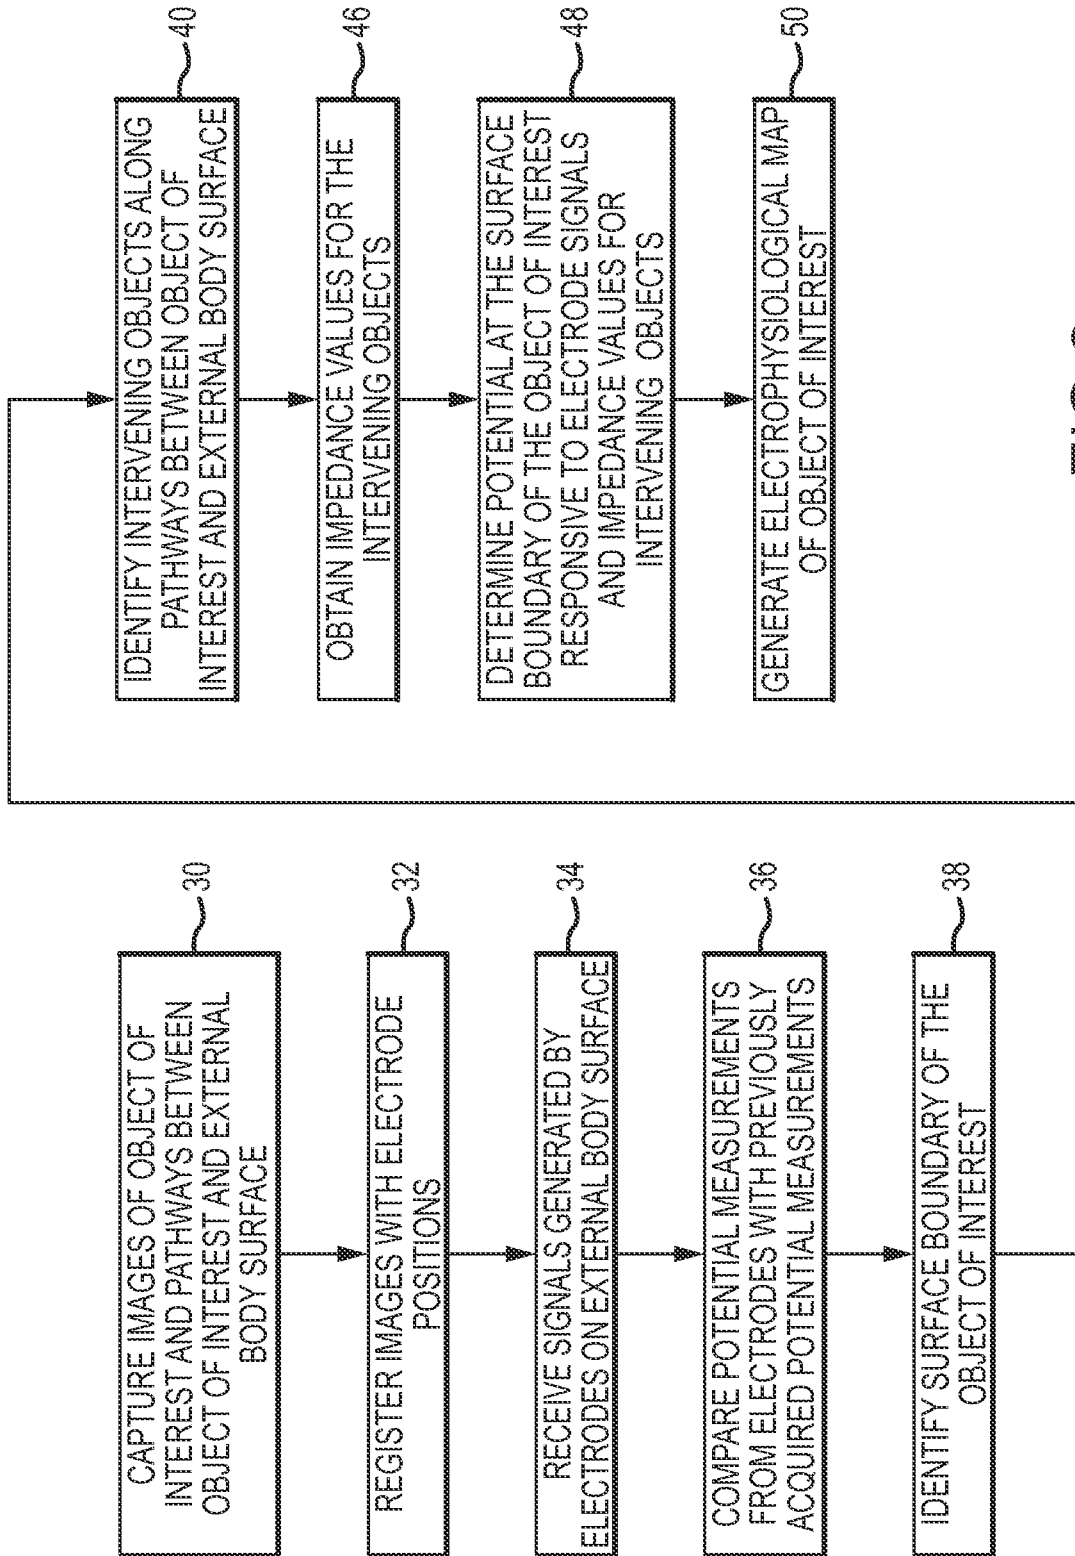 CAPTURE IMAGES OF OBJECT OF
INTEREST AND PATHWAYS BETWEEN
OBJECT OF INTEREST AND EXTERNAL
BODY SURFACE
30
REGISTER IMAGES WITH ELECTRODE
POSITIONS
32
RECEIVE SIGNALS GENERATED BY
ELECTRODES ON EXTERNAL BODY SURFACE
34
COMPARE POTENTIAL MEASUREMENTS
FROM ELECTRODES WITH PREVIOUSLY
ACQUIRED POTENTIAL MEASUREMENTS
36
IDENTIFY SURFACE BOUNDARY OF THE
OBJECT OF INTEREST
38
IDENTIFY INTERVENING OBJECTS ALONG
PATHWAYS BETWEEN OBJECT OF
INTEREST AND EXTERNAL BODY SURFACE
40
OBTAIN IMPEDANCE VALUES FOR THE
INTERVENING OBJECTS
46
DETERMINE POTENTIAL AT THE SURFACE
BOUNDARY OF THE OBJECT OF INTEREST
RESPONSIVE TO ELECTRODE SIGNALS
AND IMPEDANCE VALUES FOR
INTERVENING OBJECTS
48
GENERATE ELECTROPHYSIOLOGICAL MAP
OF OBJECT OF INTEREST
50